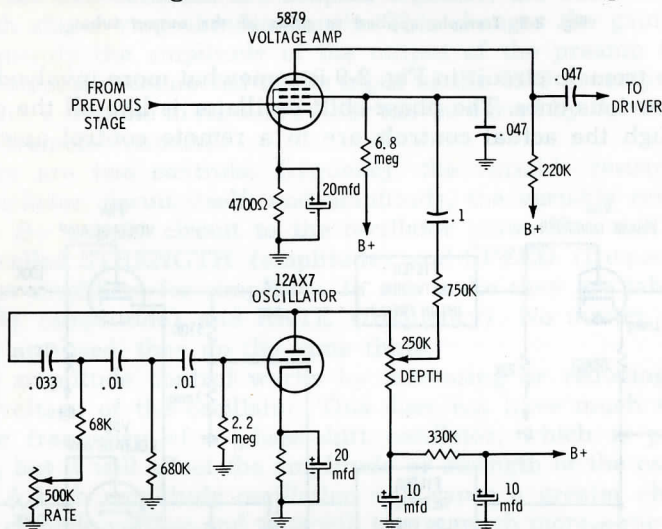 5879
VOLTAGE AMP
FROM
PREVIOUS
STAGE
.047
TO
DRIVER
.047
6.8
meg
220K
20mfd
4700Ω
.1
B+
B+
12AX7
OSCILLATOR
750K
250K
DEPTH
.033
.01
.01
2.2
meg
68K
330K
B+
680K
20
mfd
500K
RATE
10
mfd
10
mfd